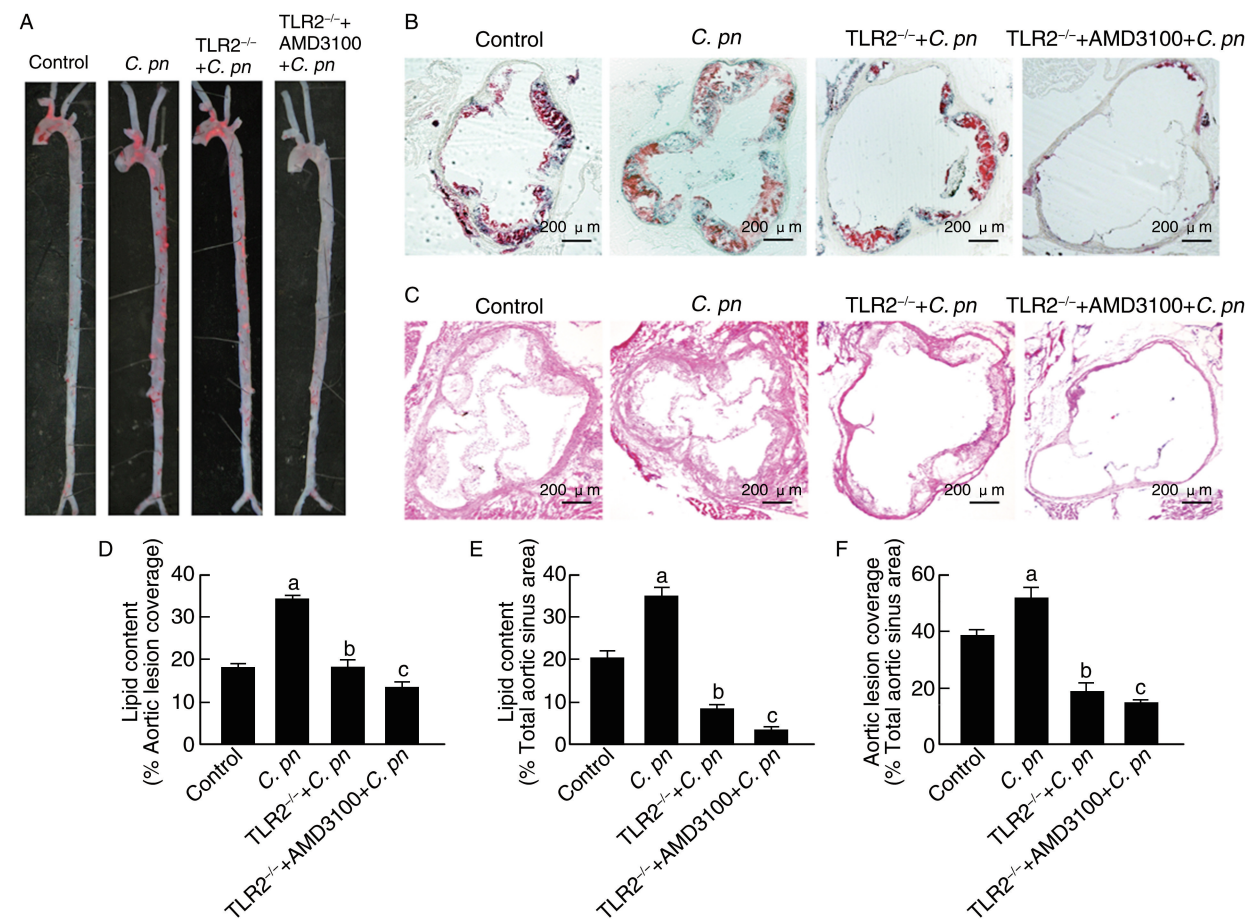 A
Control
C. pn
TLR2⁻/⁻
+C. pn
TLR2⁻/⁻+
AMD3100
+C. pn
B
Control
C. pn
TLR2⁻/⁻+C. pn
TLR2⁻/⁻+AMD3100+C. pn
200 μm
200 μm
200 μm
200 μm
C
Control
C. pn
TLR2⁻/⁻+C. pn
TLR2⁻/⁻+AMD3100+C. pn
200 μm
200 μm
200 μm
200 μm
D
Lipid content
(% Aortic lesion coverage)
40
30
20
10
0
a
b
c
Control
C. pn
TLR2⁻/⁻+C. pn
TLR2⁻/⁻+AMD3100+C. pn
E
Lipid content
(% Total aortic sinus area)
40
30
20
10
0
a
b
c
Control
C. pn
TLR2⁻/⁻+C. pn
TLR2⁻/⁻+AMD3100+C. pn
F
Aortic lesion coverage
(% Total aortic sinus area)
60
40
20
0
a
b
c
Control
C. pn
TLR2⁻/⁻+C. pn
TLR2⁻/⁻+AMD3100+C. pn